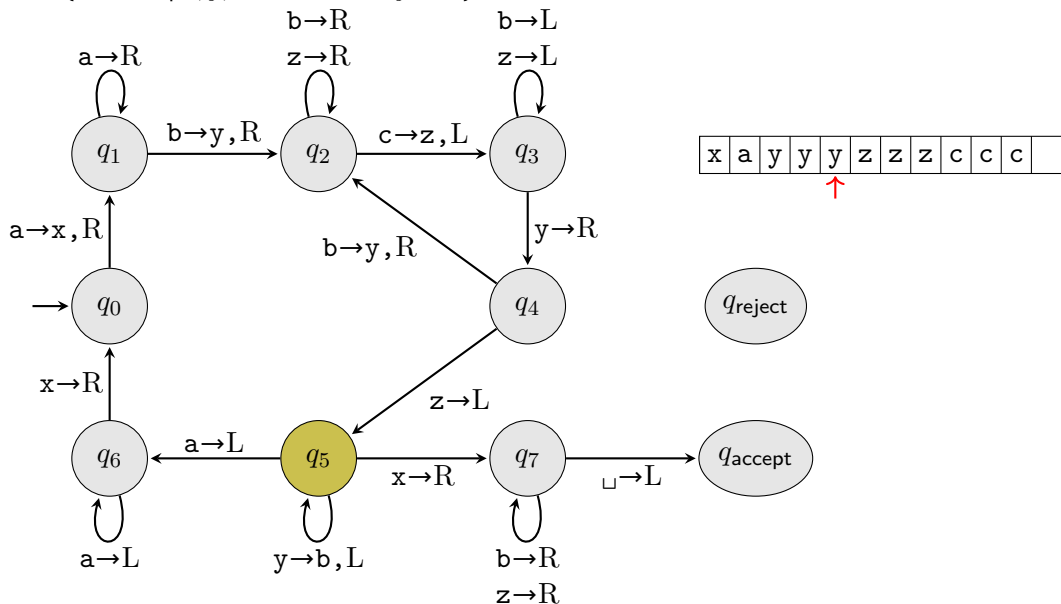 b→R
b→L
a→R
z→R
z→L
q1
b→y,R
q2
c→z,L
q3
x a y y y z z z c c c
a→x,R
b→y,R
y→R
q0
q4
qreject
x→R
z→L
q6
a→L
q5
x→R
q7
␣→L
qaccept
a→L
y→b,L
b→R
z→R